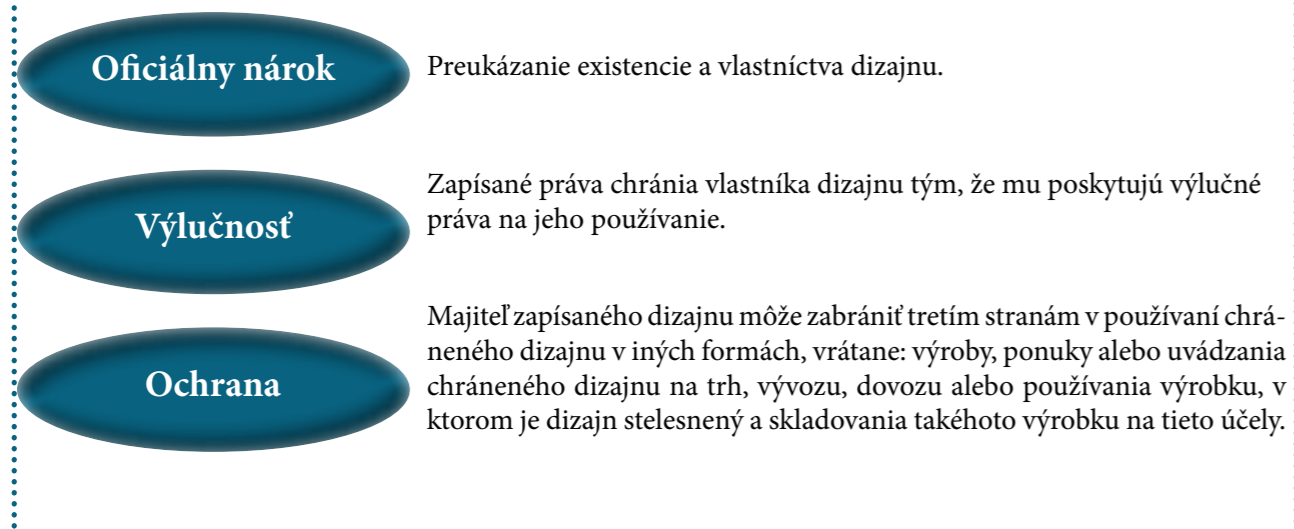 Oficiálny nárok
Preukázanie existencie a vlastníctva dizajnu.
Výlučnosť
Zapísané práva chránia vlastníka dizajnu tým, že mu poskytujú výlučné
práva na jeho používanie.
Ochrana
Majiteľ zapísaného dizajnu môže zabrániť tretím stranám v používaní chrá-
neného dizajnu v iných formách, vrátane: výroby, ponuky alebo uvádzania
chráneného dizajnu na trh, vývozu, dovozu alebo používania výrobku, v
ktorom je dizajn stelesnený a skladovania takéhoto výrobku na tieto účely.